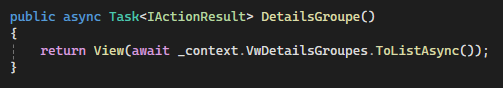 public async Task<IActionResult> DetailsGroupe()
{
return View(await _context.VwDetailsGroupes.ToListAsync());
}